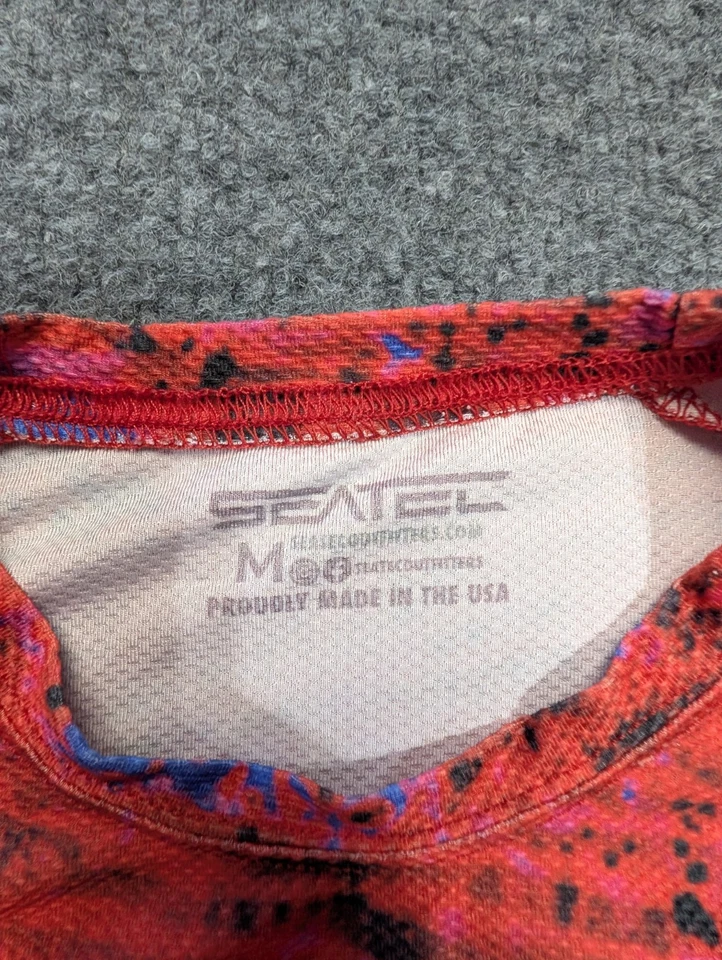 SEATEC
SEATECOUTFITTERS.COM
M SEATECOUTFITTERS
PROUDLY MADE IN THE USA